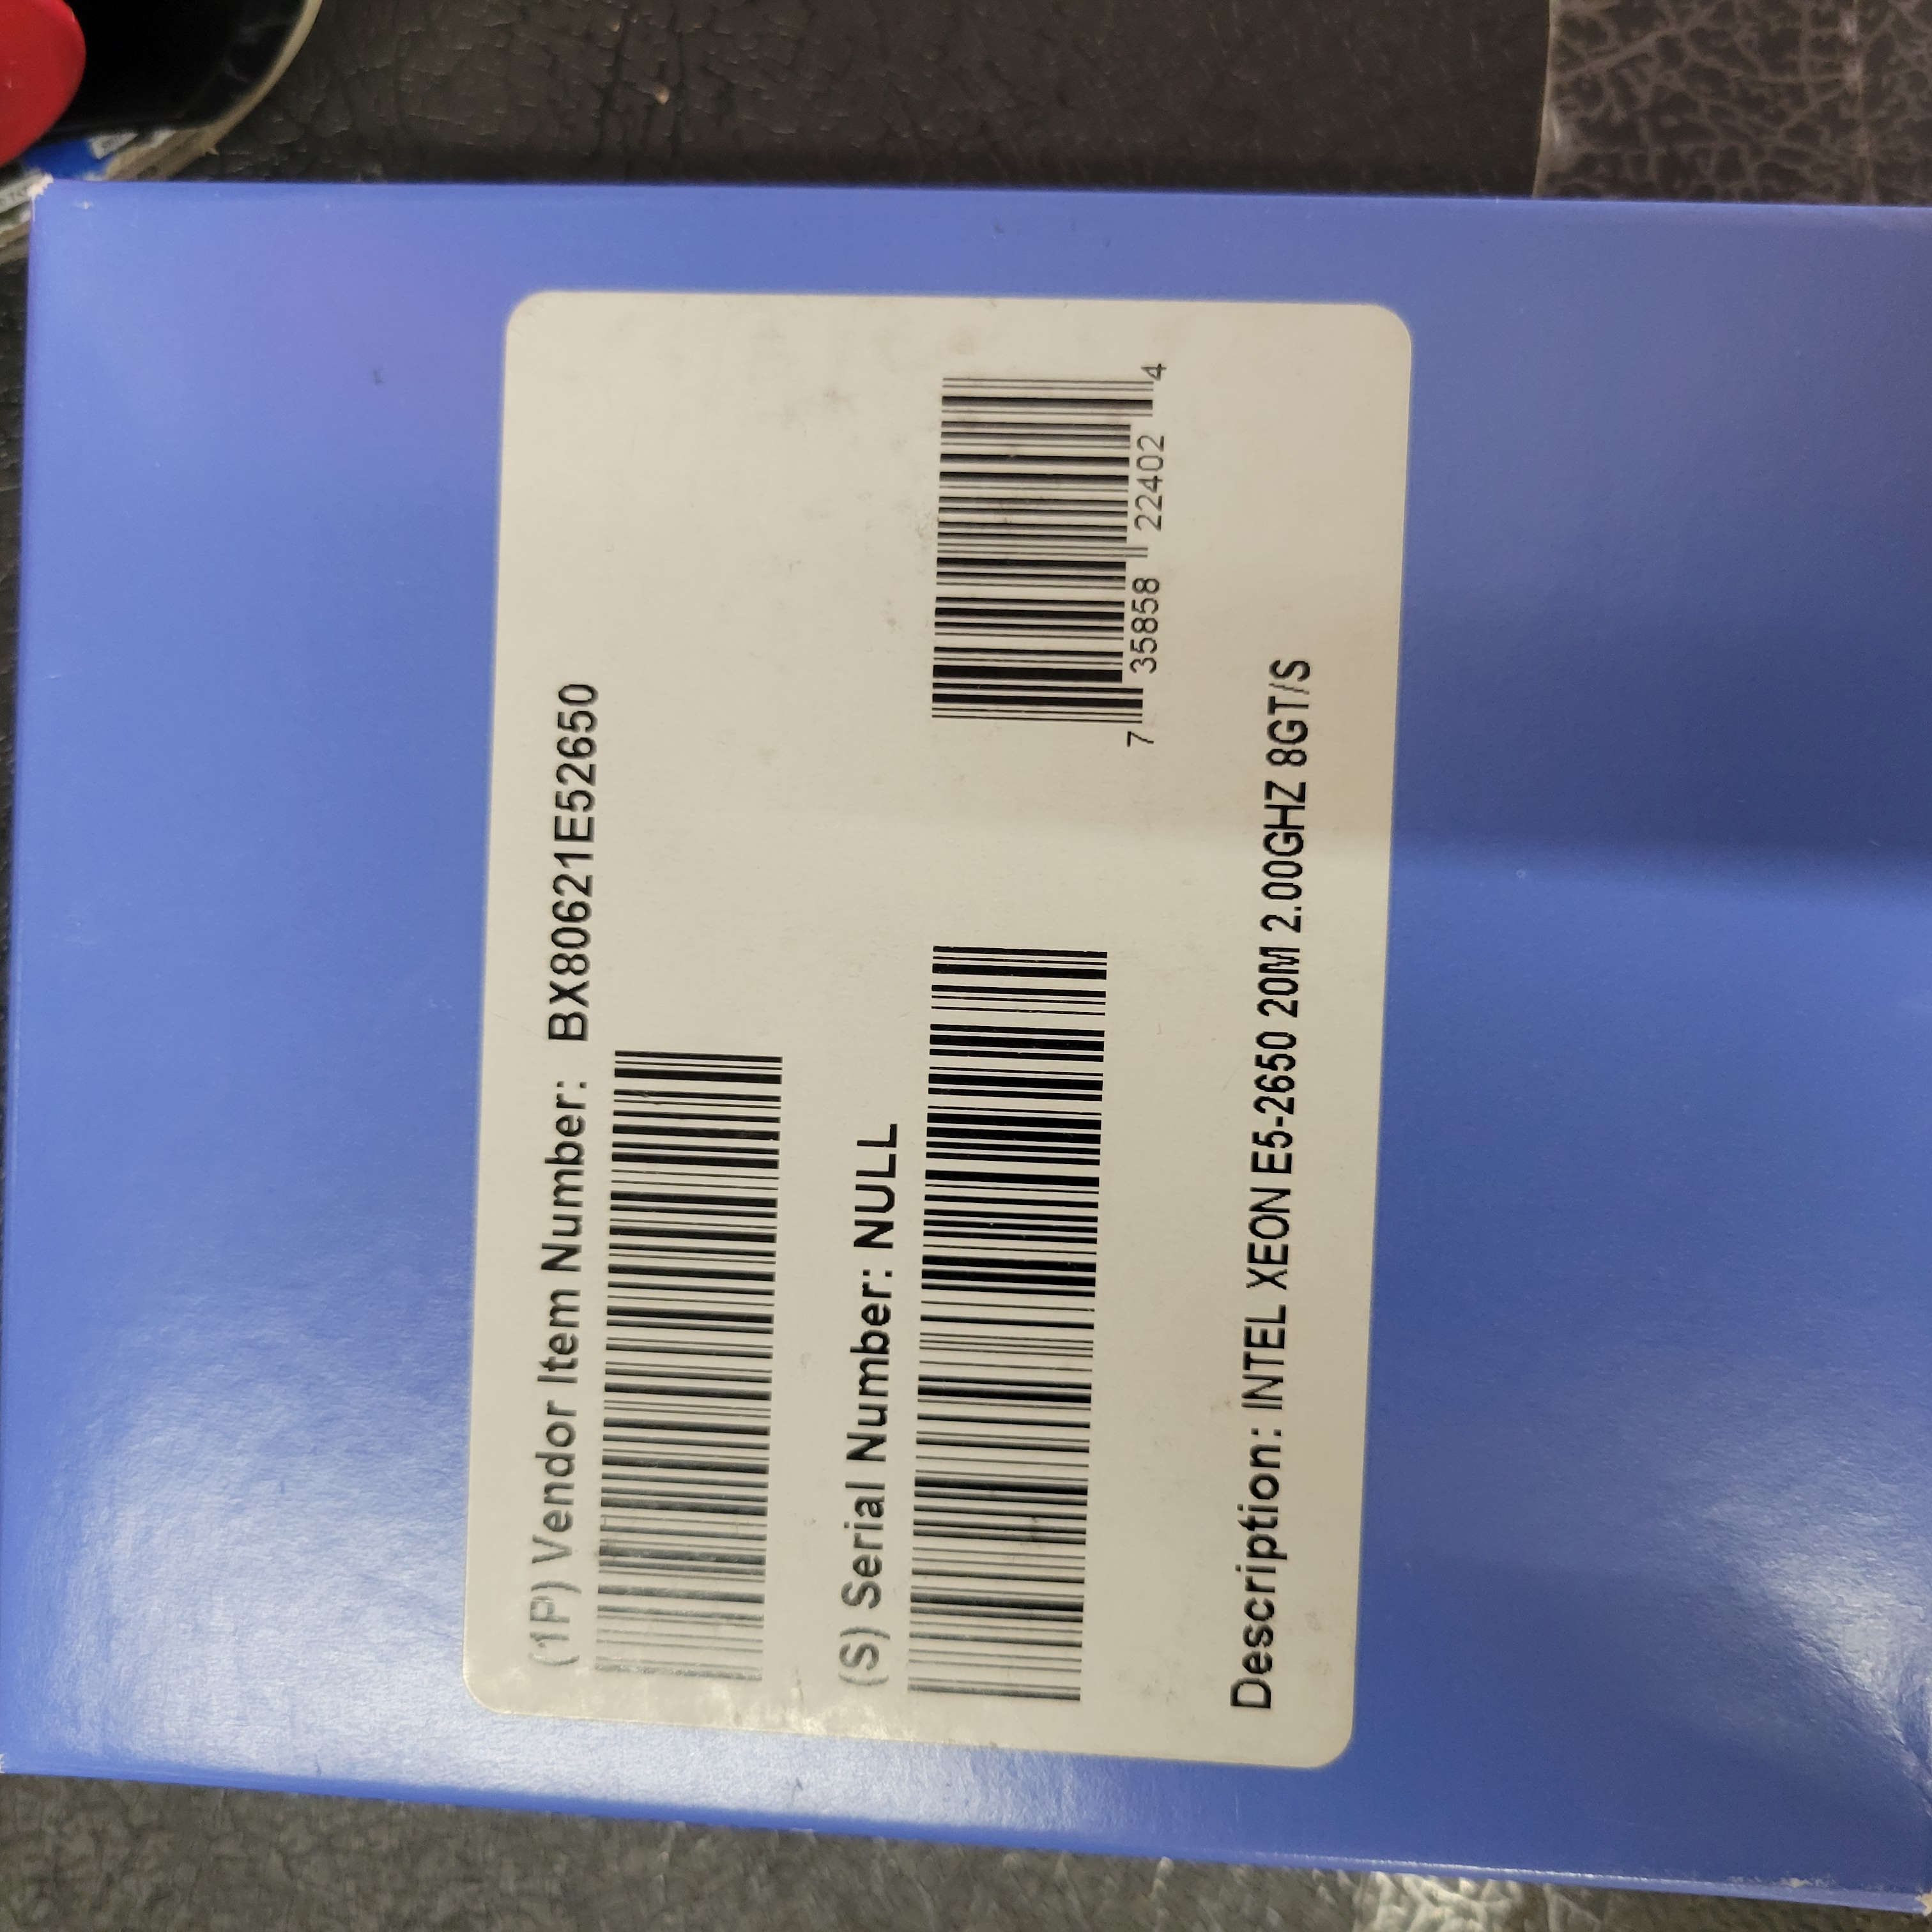 (1P) Vendor Item Number: BX80621E52650
(S) Serial Number: NULL
7 35858 22402 4
Description: INTEL XEON E5-2650 20M 2.00GHZ 8GT/S